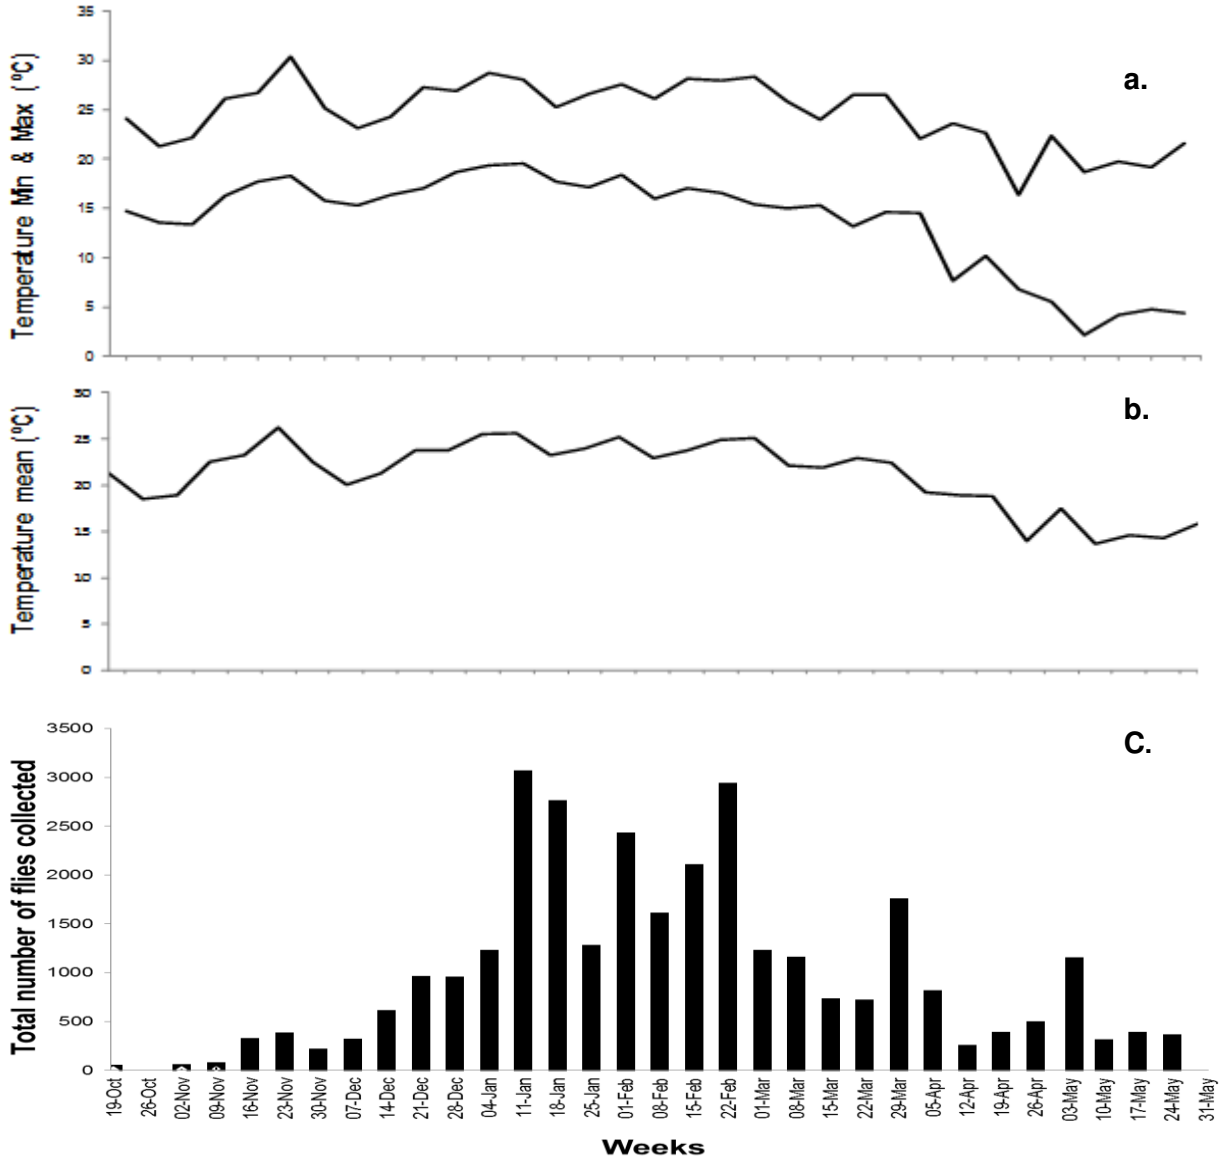 35
30
25
20
15
10
5
0
Temperature Min & Max (ºC)
a.
30
25
20
15
10
5
0
Temperature mean (ºC)
b.
3500
3000
2500
2000
1500
1000
500
0
Total number of flies collected
C.
19-Oct
26-Oct
02-Nov
09-Nov
16-Nov
23-Nov
30-Nov
07-Dec
14-Dec
21-Dec
28-Dec
04-Jan
11-Jan
18-Jan
25-Jan
01-Feb
08-Feb
15-Feb
22-Feb
01-Mar
08-Mar
15-Mar
22-Mar
29-Mar
05-Apr
12-Apr
19-Apr
26-Apr
03-May
10-May
17-May
24-May
31-May
Weeks